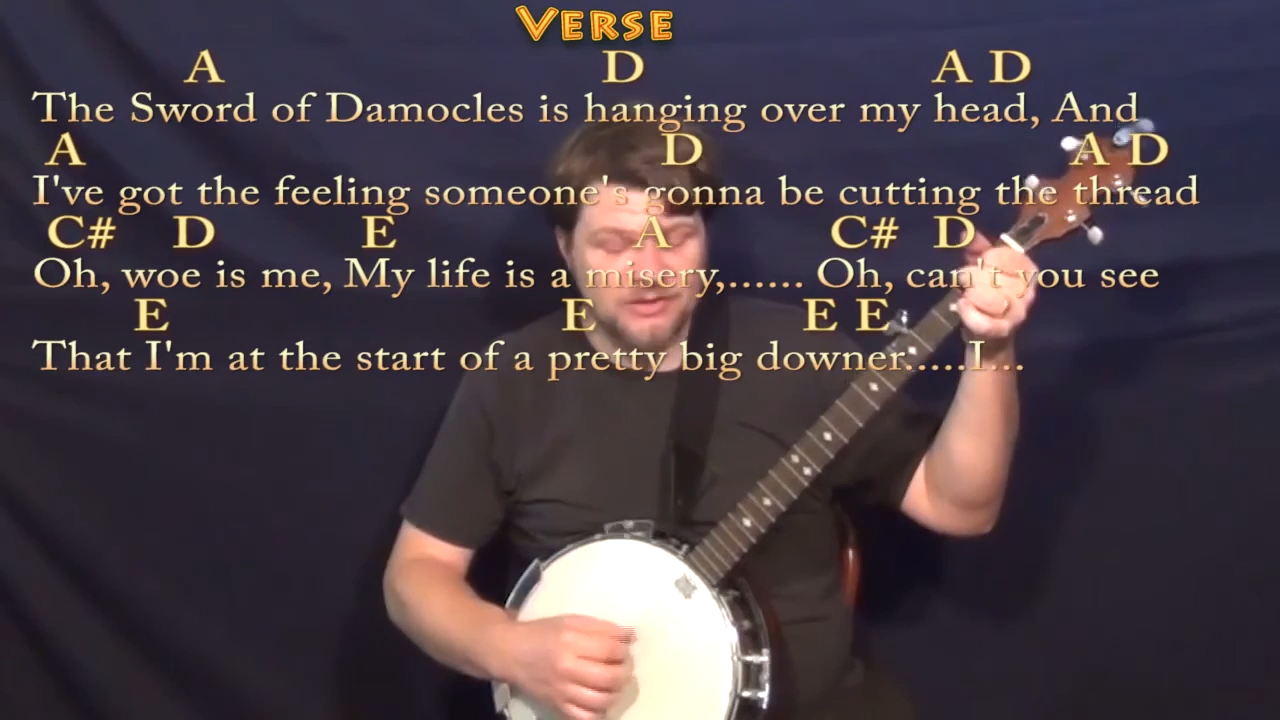 VERSE
A D A D
The Sword of Damocles is hanging over my head, And
A D A D
I've got the feeling someone's gonna be cutting the thread
C# D E A C# D
Oh, woe is me, My life is a misery,...... Oh, can't you see
E E E E
That I'm at the start of a pretty big downer.....I...